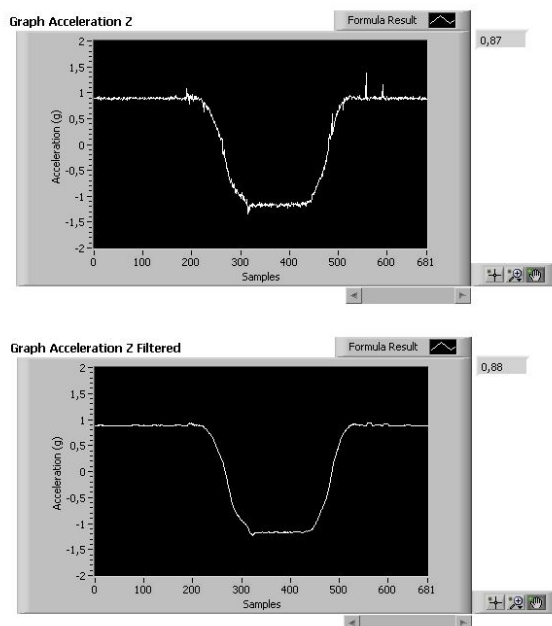 Graph Acceleration Z
Formula Result
0,87
2
1,5
1
0,5
0
-0,5
-1
-1,5
-2
Acceleration (g)
0 100 200 300 400 500 600 681
Samples
Graph Acceleration Z Filtered
Formula Result
0,88
2
1,5
1
0,5
0
-0,5
-1
-1,5
-2
Acceleration (g)
0 100 200 300 400 500 600 681
Samples